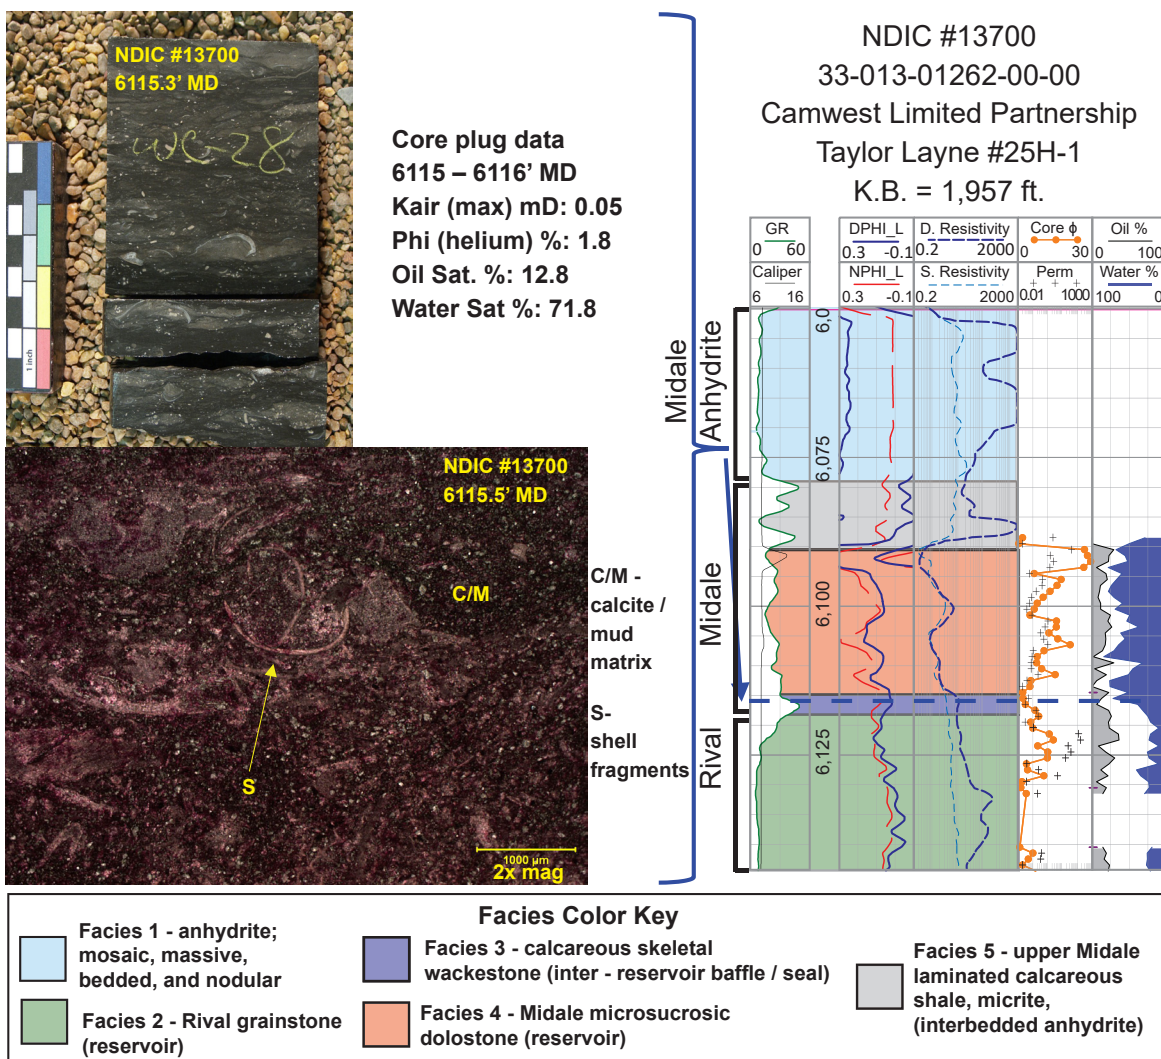 NDIC #13700
6115.3' MD
WC-28
1 inch
Core plug data
6115 – 6116' MD
Kair (max) mD: 0.05
Phi (helium) %: 1.8
Oil Sat. %: 12.8
Water Sat %: 71.8
NDIC #13700
6115.5' MD
C/M
S
1000 µm
2x mag
C/M -
calcite /
mud
matrix
S-
shell
fragments
NDIC #13700
33-013-01262-00-00
Camwest Limited Partnership
Taylor Layne #25H-1
K.B. = 1,957 ft.
GR
0 60
Caliper
6 16
DPHI_L
0.3 -0.1
NPHI_L
0.3 -0.1
D. Resistivity
0.2 2000
S. Resistivity
0.2 2000
Core ϕ
0 30
Perm
0.01 1000
Oil %
0 100
Water %
100 0
Midale
Anhydrite
Midale
Rival
6,0
6,075
6,100
6,125
Facies Color Key
Facies 1 - anhydrite;
mosaic, massive,
bedded, and nodular
Facies 2 - Rival grainstone
(reservoir)
Facies 3 - calcareous skeletal
wackestone (inter - reservoir baffle / seal)
Facies 4 - Midale microsucrosic
dolostone (reservoir)
Facies 5 - upper Midale
laminated calcareous
shale, micrite,
(interbedded anhydrite)